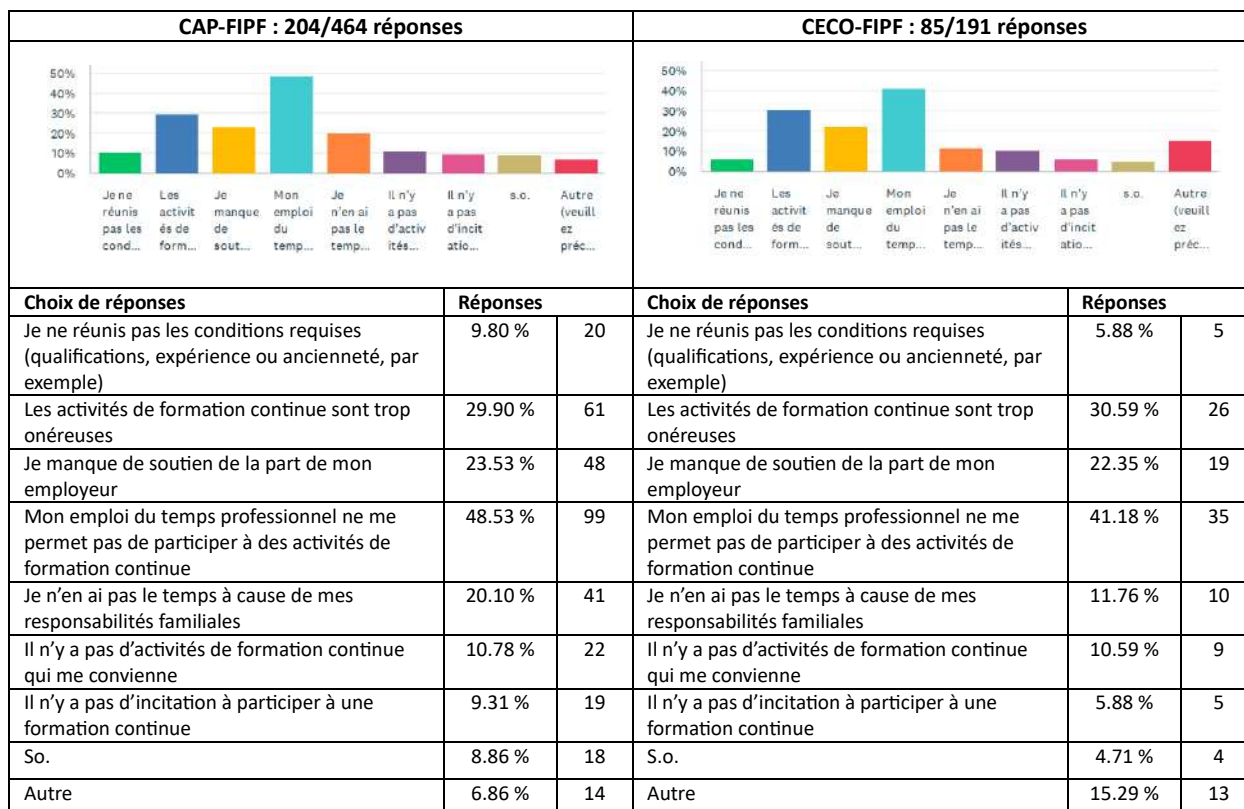 CAP-FIPF : 204/464 réponses
50%
40%
30%
20%
10%
0%
Je ne
réunis
pas les
cond...
Les
activit
és de
form...
Je
manque
de
sout...
Mon
emploi
du
temp...
Je
n'en ai
pas le
temp...
Il n'y
a pas
d'activ
ités...
Il n'y
a pas
d'incit
atio...
s.o.
Autre
(veuill
ez
préc...
CECO-FIPF : 85/191 réponses
50%
40%
30%
20%
10%
0%
Je ne
réunis
pas les
cond...
Les
activit
és de
form...
Je
manque
de
sout...
Mon
emploi
du
temp...
Je
n'en ai
pas le
temp...
Il n'y
a pas
d'activ
ités...
Il n'y
a pas
d'incit
atio...
s.o.
Autre
(veuill
ez
préc...
Choix de réponses Réponses Choix de réponses Réponses
Je ne réunis pas les conditions requises 9.80 % 20 Je ne réunis pas les conditions requises 5.88 % 5
(qualifications, expérience ou ancienneté, par (qualifications, expérience ou ancienneté, par
exemple) exemple)
Les activités de formation continue sont trop 29.90 % 61 Les activités de formation continue sont trop 30.59 % 26
onéreuses onéreuses
Je manque de soutien de la part de mon 23.53 % 48 Je manque de soutien de la part de mon 22.35 % 19
employeur employeur
Mon emploi du temps professionnel ne me 48.53 % 99 Mon emploi du temps professionnel ne me 41.18 % 35
permet pas de participer à des activités de permet pas de participer à des activités de
formation continue formation continue
Je n'en ai pas le temps à cause de mes 20.10 % 41 Je n'en ai pas le temps à cause de mes 11.76 % 10
responsabilités familiales responsabilités familiales
Il n'y a pas d'activités de formation continue 10.78 % 22 Il n'y a pas d'activités de formation continue 10.59 % 9
qui me convienne qui me convienne
Il n'y a pas d'incitation à participer à une 9.31 % 19 Il n'y a pas d'incitation à participer à une 5.88 % 5
formation continue formation continue
So. 8.86 % 18 S.o. 4.71 % 4
Autre 6.86 % 14 Autre 15.29 % 13